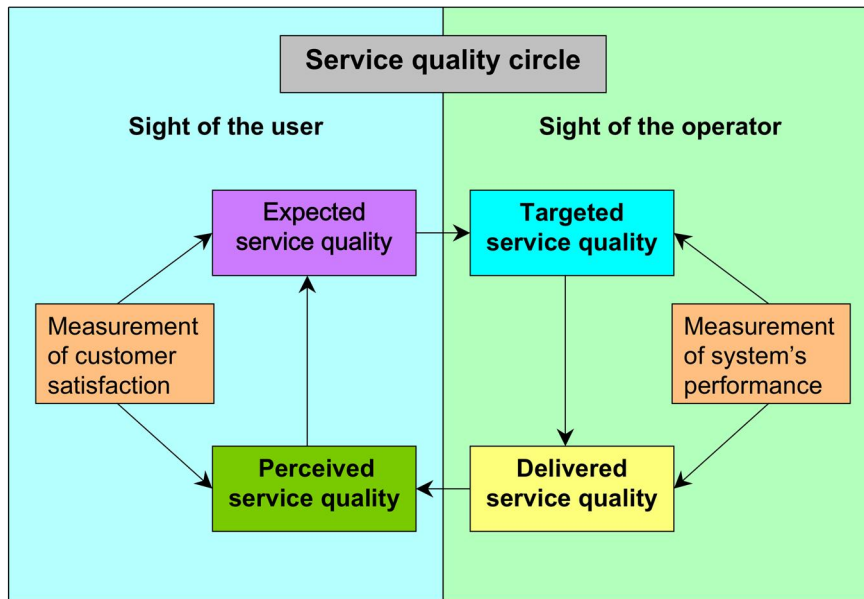 Service quality circle
Sight of the user
Sight of the operator
Expected
service quality
Targeted
service quality
Measurement
of customer
satisfaction
Measurement
of system's
performance
Perceived
service quality
Delivered
service quality